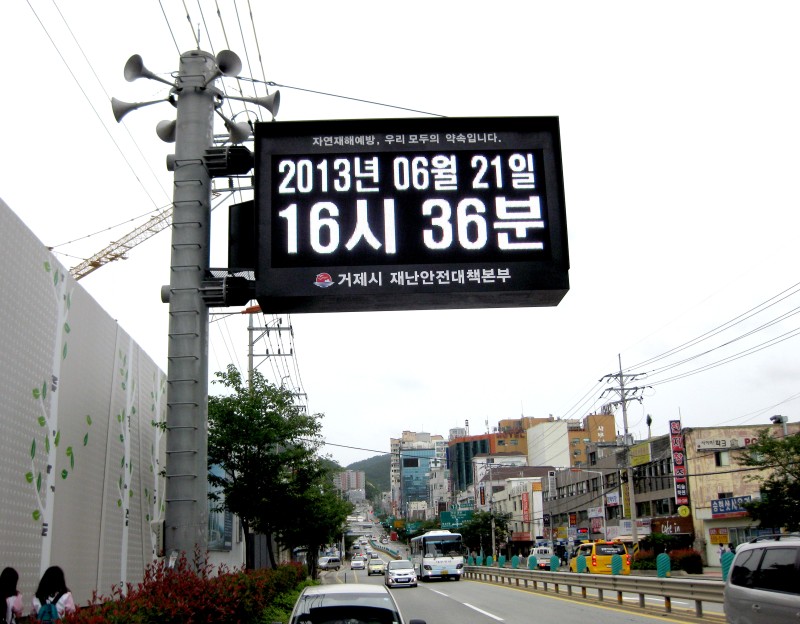 자연재해예방, 우리 모두의 약속입니다.
2013년 06월 21일
16시 36분
거제시 재난안전대책본부